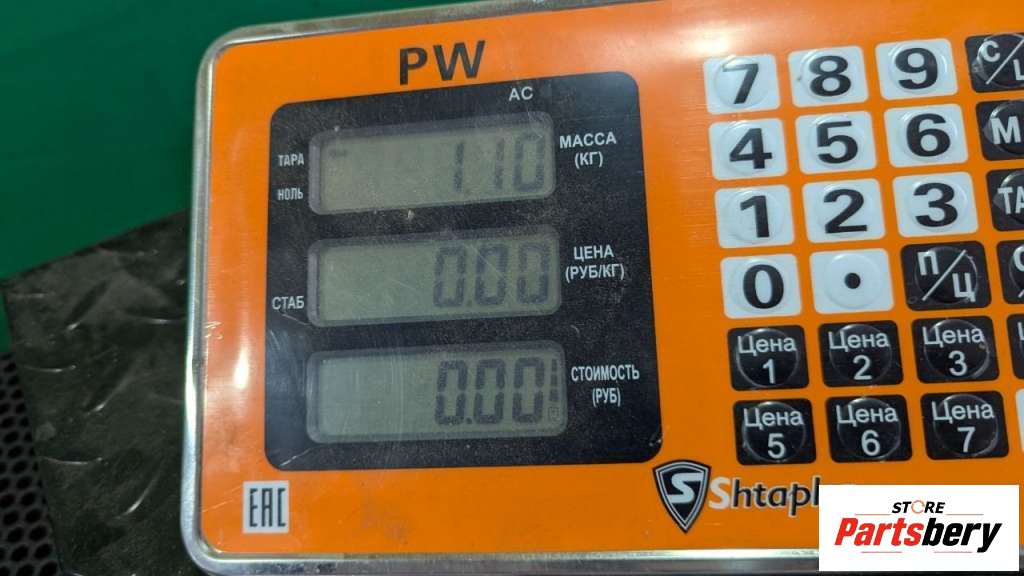 PW
АС
ТАРА
НОЛЬ
1.10
МАССА
(КГ)
СТАБ
0.00
ЦЕНА
(РУБ/КГ)
0.00
СТОИМОСТЬ
(РУБ)
7 8 9 С/
4 5 6 М
1 2 3
0 . П/Ц
Цена 1 Цена 2 Цена 3
Цена 5 Цена 6 Цена 7
EAC
S Shtap
STORE
Partsbery